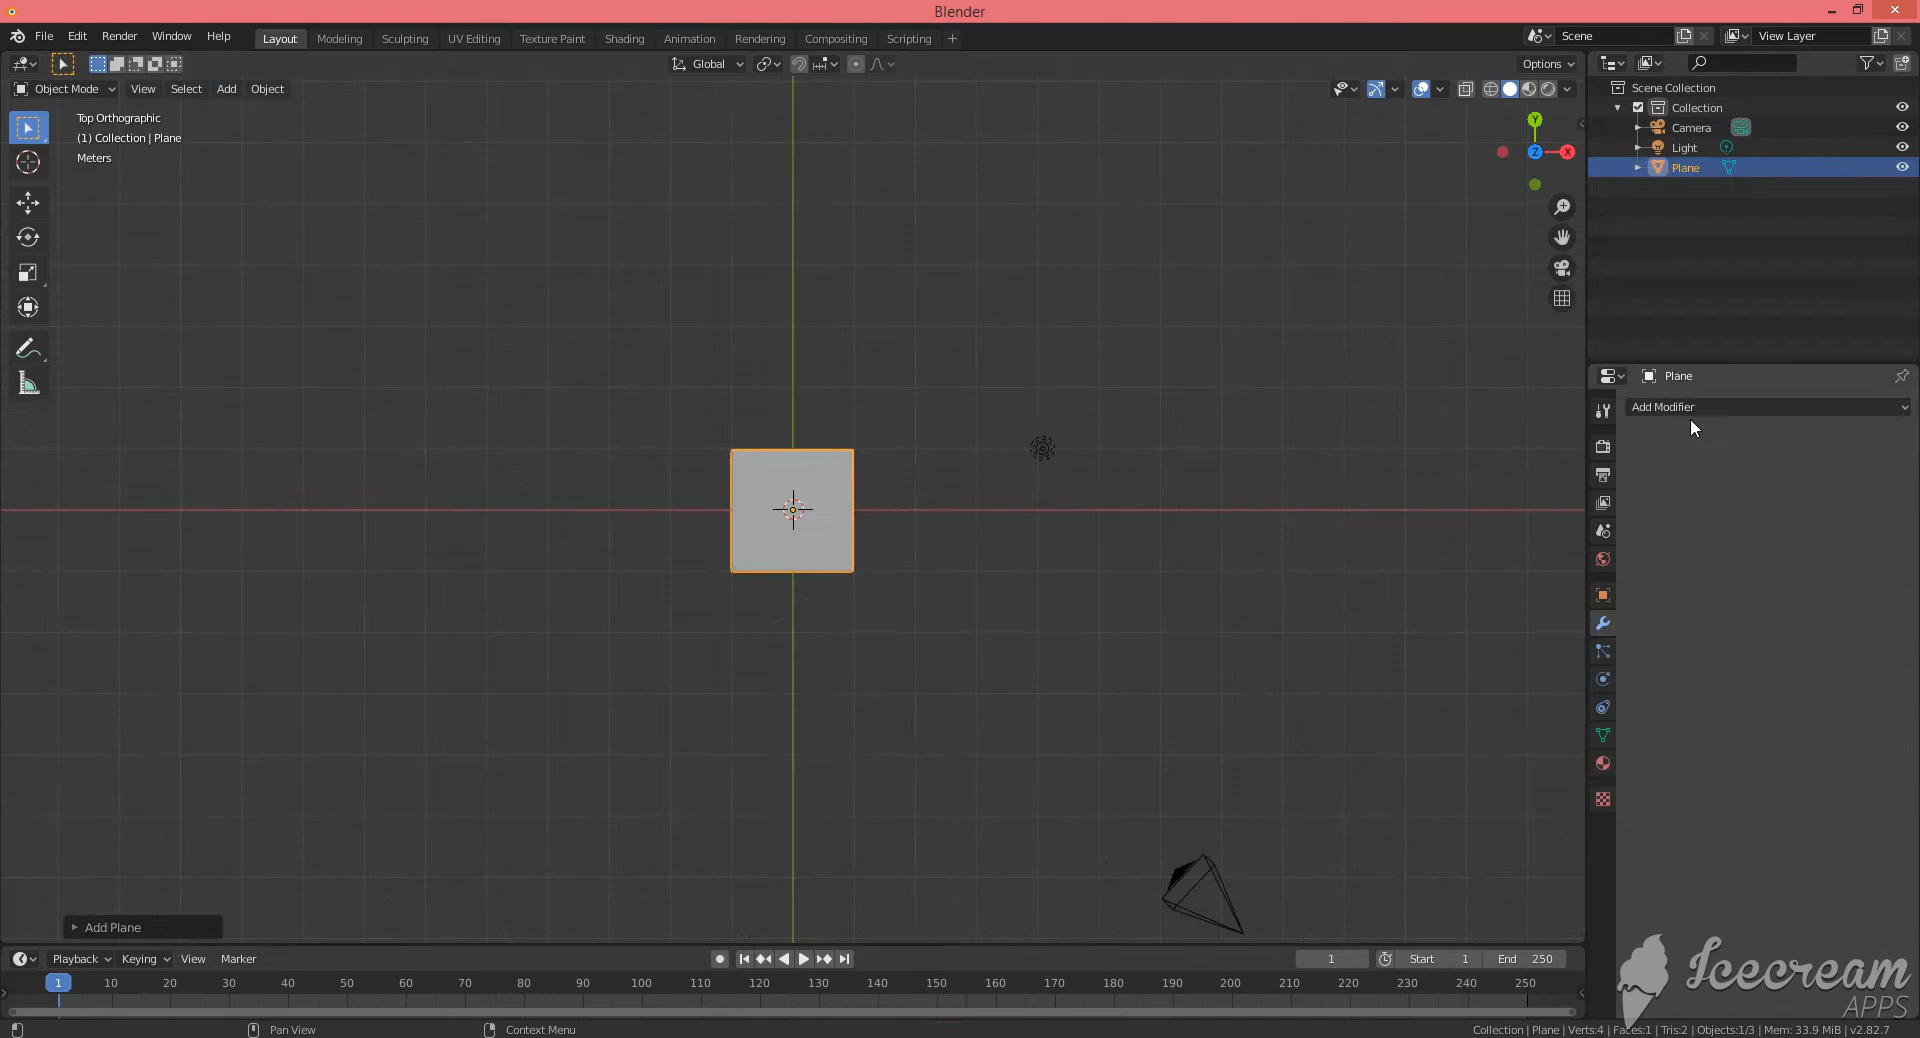 Blender
File Edit Render Window Help
Layout Modeling Sculpting UV Editing Texture Paint Shading Animation Rendering Compositing Scripting +
Scene
View Layer
Global
Options
Object Mode View Select Add Object
Top Orthographic
(1) Collection | Plane
Meters
Y
Z
X
Scene Collection
Collection
Camera
Light
Plane
Plane
Add Modifier
Add Plane
Playback Keying View Marker
1
Start 1
End 250
1 10 20 30 40 50 60 70 80 90 100 110 120 130 140 150 160 170 180 190 200 210 220 230 240 250
Pan View
Context Menu
Collection | Plane | Verts:4 | Faces:1 | Tris:2 | Objects:1/3 | Mem: 33.9 MiB | v2.82.7
Icecream
APPS